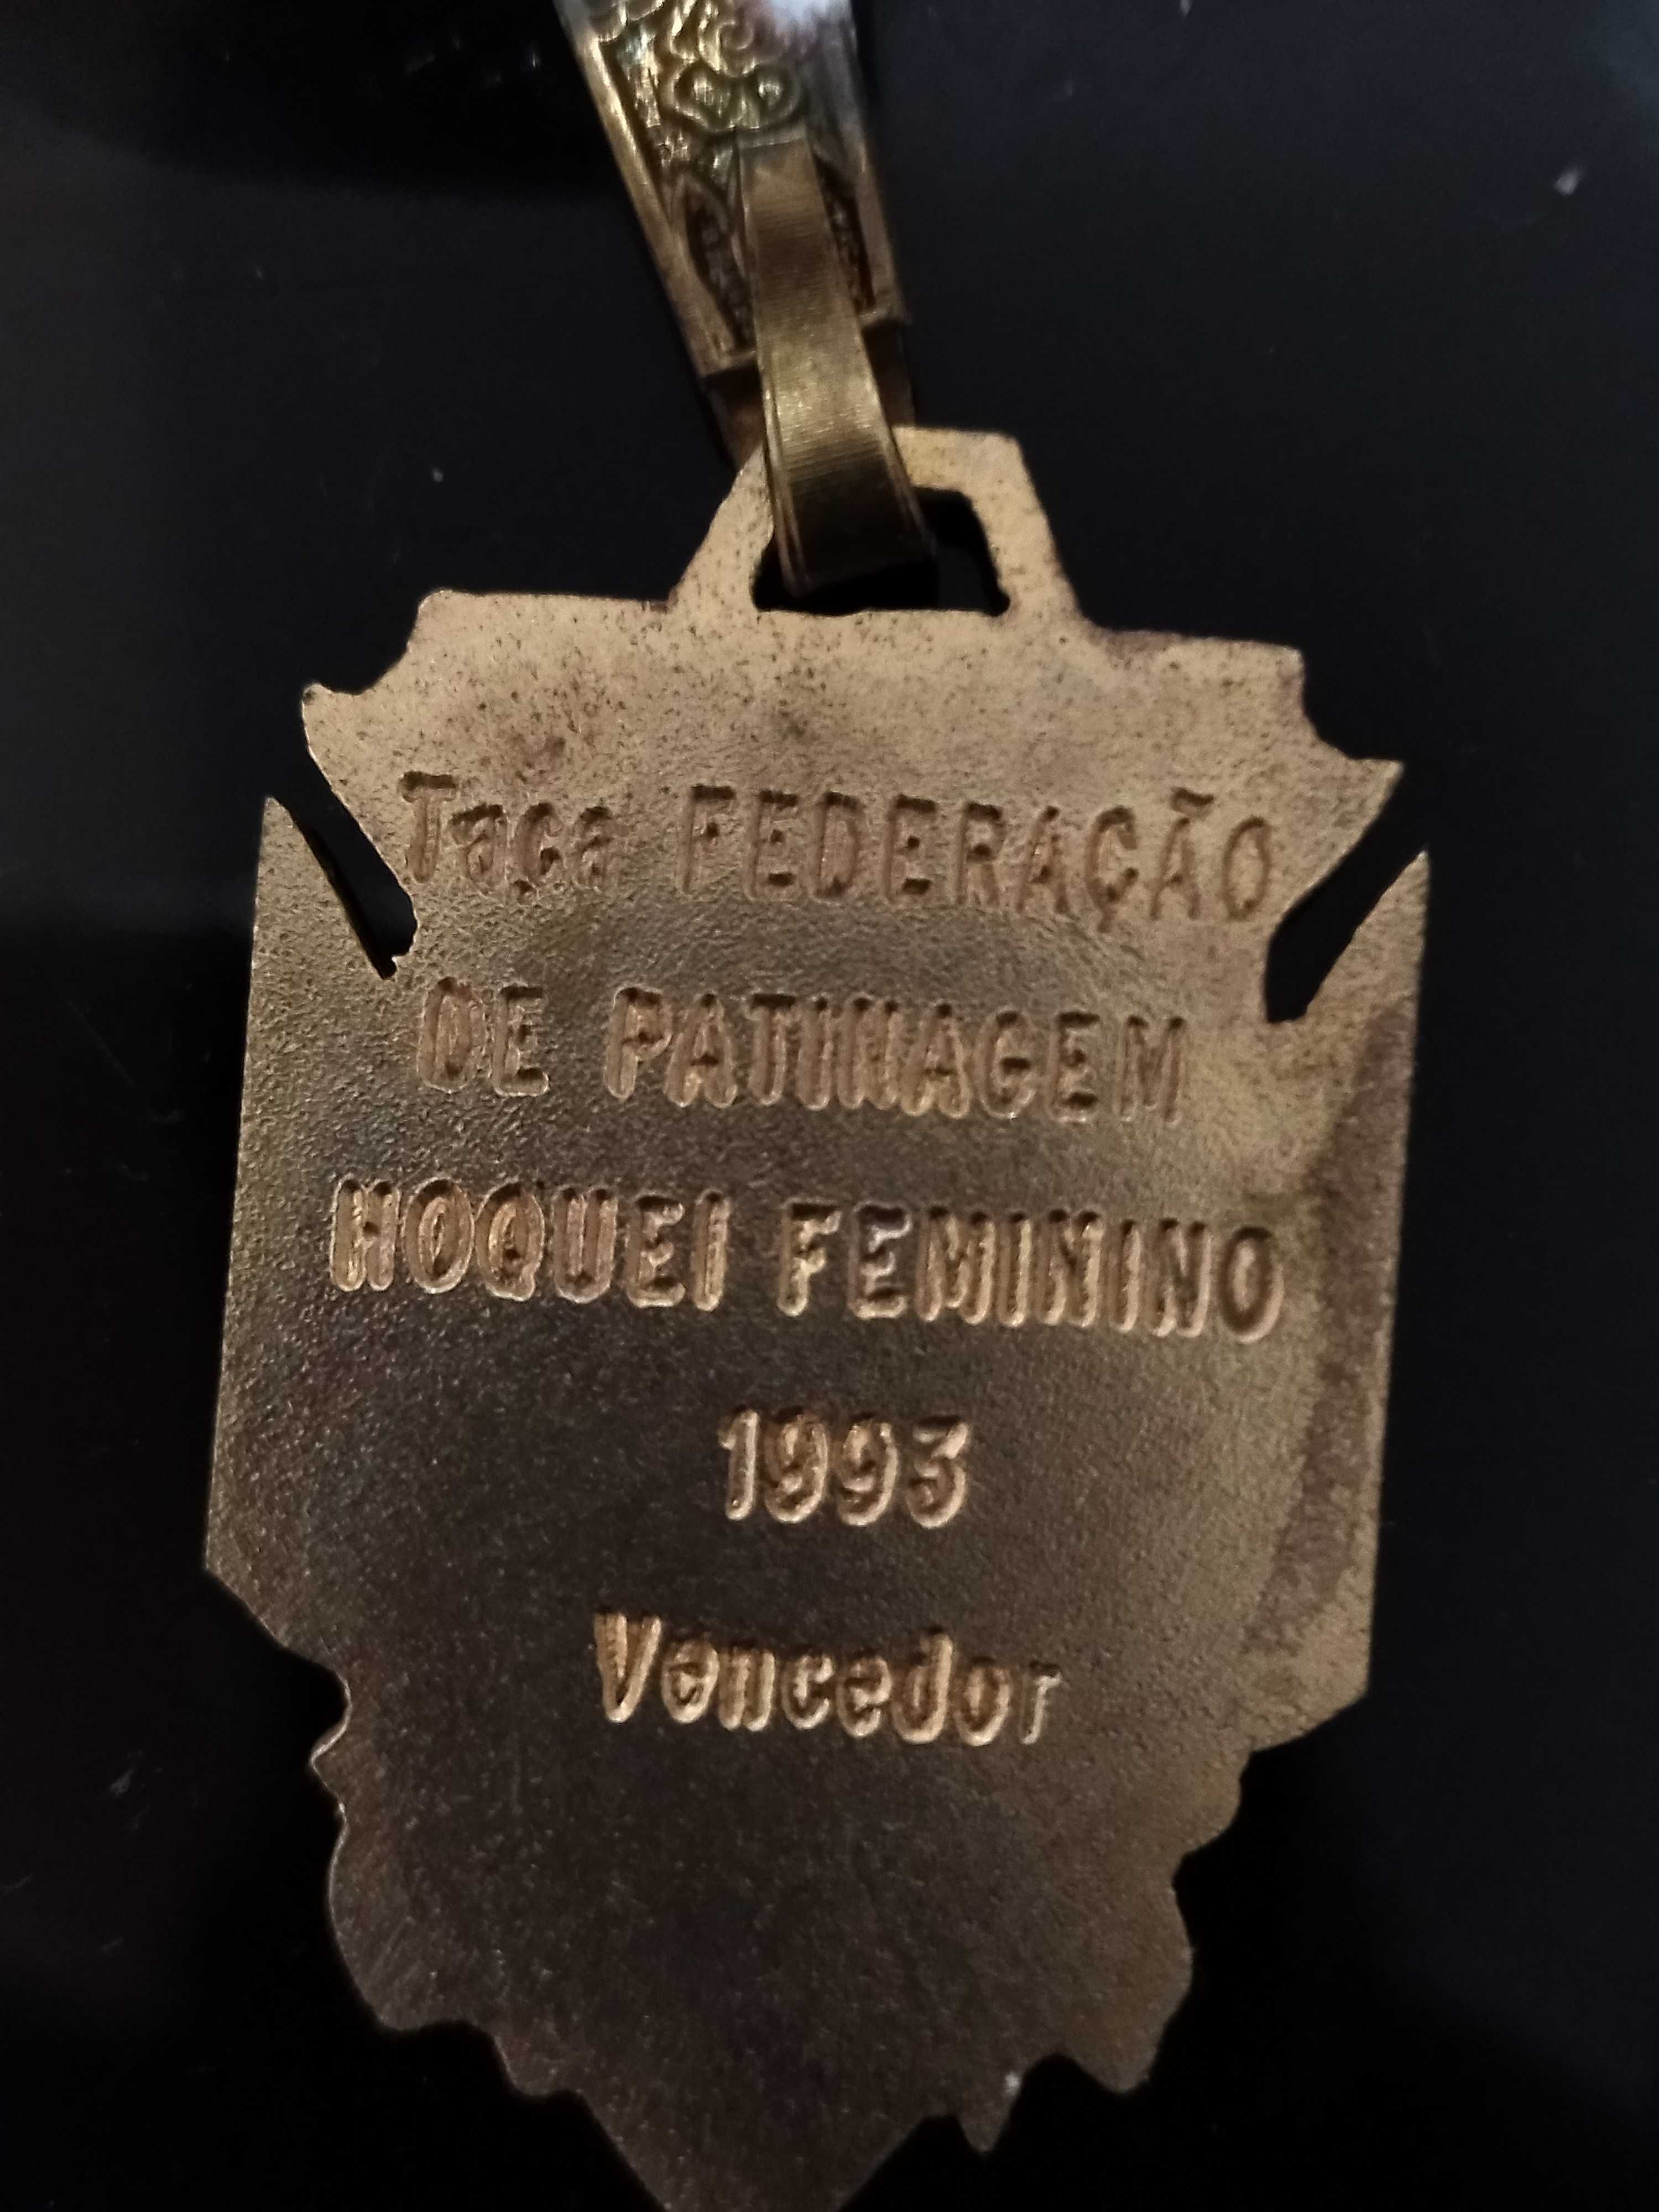 Taça FEDERAÇÃO
DE PATINAGEM
HOQUEI FEMININO
1993
Vencedor